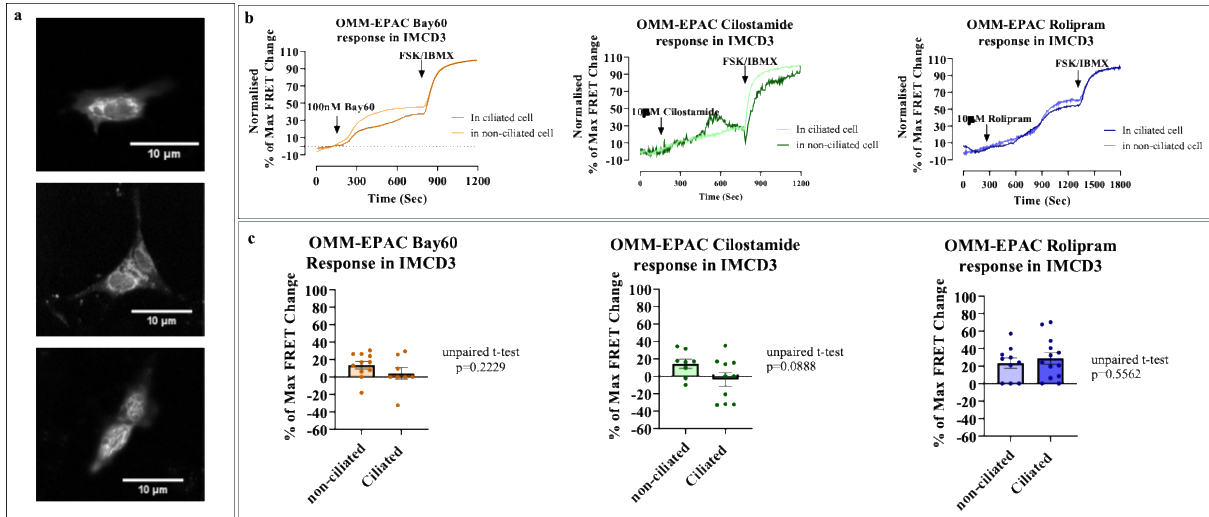 a
10 µm
10 µm
10 µm
b
OMM-EPAC Bay60
response in IMCD3
Normalised
% of Max FRET Change
110
90
70
50
30
10
-10
FSK/IBMX
100nM Bay60
In ciliated cell
in non-ciliated cell
0 300 600 900 1200
Time (Sec)
OMM-EPAC Cilostamide
response in IMCD3
Normalised
% of Max FRET Change
110
90
70
50
30
10
-10
FSK/IBMX
Cilostamide
In ciliated cell
in non-ciliated cell
0 300 600 900 1200
Time (Sec)
OMM-EPAC Rolipram
response in IMCD3
Normalised
% of Max FRET Change
110
90
70
50
30
10
-10
FSK/IBMX
Rolipram
In ciliated cell
in non-ciliated cell
0 300 600 900 1200 1500 1800
Time (Sec)
c
OMM-EPAC Bay60
Response in IMCD3
% of Max FRET Change
100
80
60
40
20
0
-20
-40
-60
unpaired t-test
p=0.2229
non-ciliated
Ciliated
OMM-EPAC Cilostamide
response in IMCD3
% of Max FRET Change
100
80
60
40
20
0
-20
-40
-60
unpaired t-test
p=0.0888
non-ciliated
Ciliated
OMM-EPAC Rolipram
response in IMCD3
% of Max FRET Change
100
80
60
40
20
0
-20
-40
-60
unpaired t-test
p=0.5562
non-ciliated
Ciliated